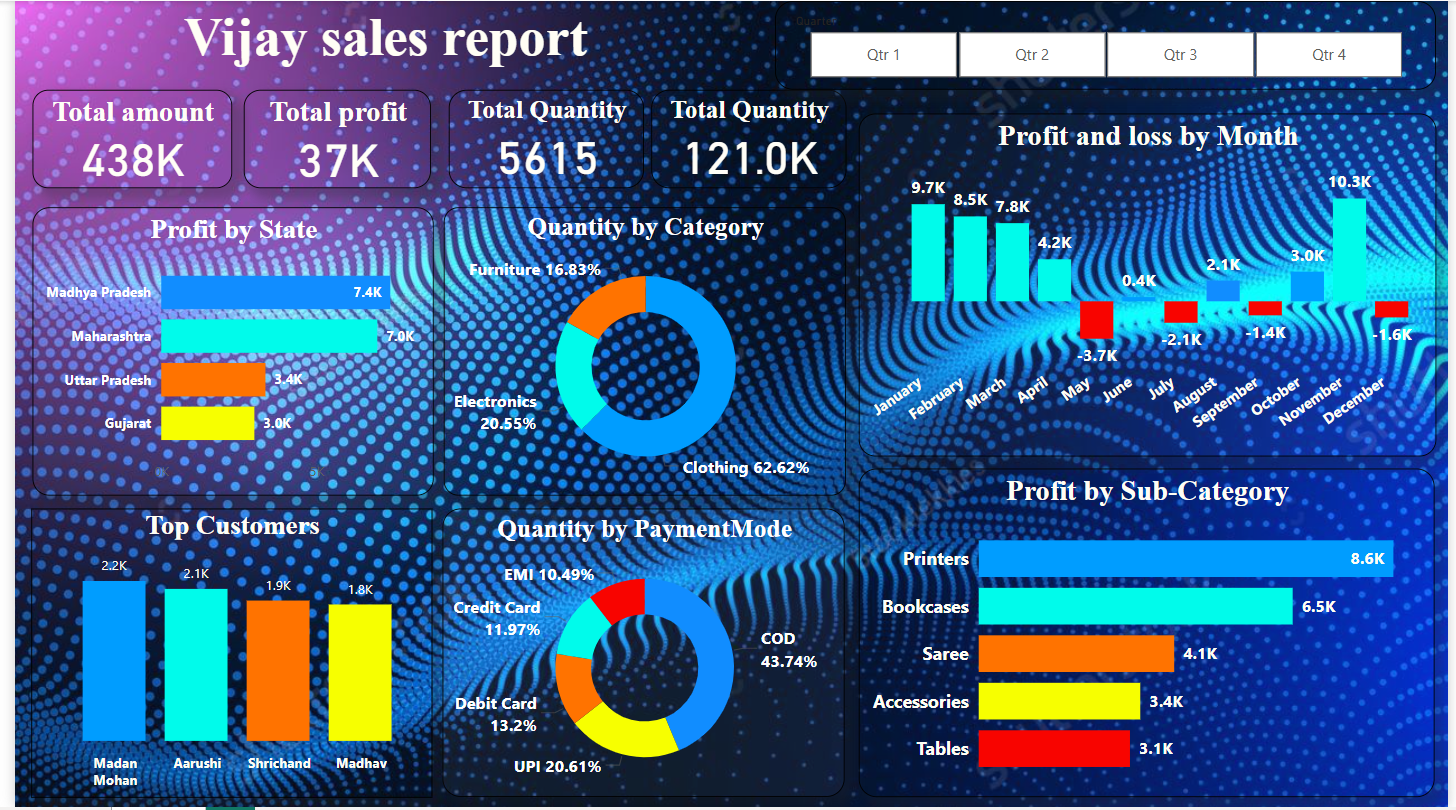 Vijay sales report
Quarter
Qtr 1
Qtr 2
Qtr 3
Qtr 4
Total amount
438K
Total profit
37K
Total Quantity
5615
Total Quantity
121.0K
Profit and loss by Month
9.7K
8.5K
7.8K
4.2K
-3.7K
0.4K
-2.1K
2.1K
-1.4K
3.0K
10.3K
-1.6K
January
February
March
April
May
June
July
August
September
October
November
December
Profit by State
Madhya Pradesh
7.4K
Maharashtra
7.0K
Uttar Pradesh
3.4K
Gujarat
3.0K
Quantity by Category
Furniture 16.83%
Electronics
20.55%
Clothing 62.62%
Top Customers
2.2K
2.1K
1.9K
1.8K
Madan
Mohan
Aarushi
Shrichand
Madhav
Quantity by PaymentMode
EMI 10.49%
Credit Card
11.97%
COD
43.74%
Debit Card
13.2%
UPI 20.61%
Profit by Sub-Category
Printers
8.6K
Bookcases
6.5K
Saree
4.1K
Accessories
3.4K
Tables
3.1K